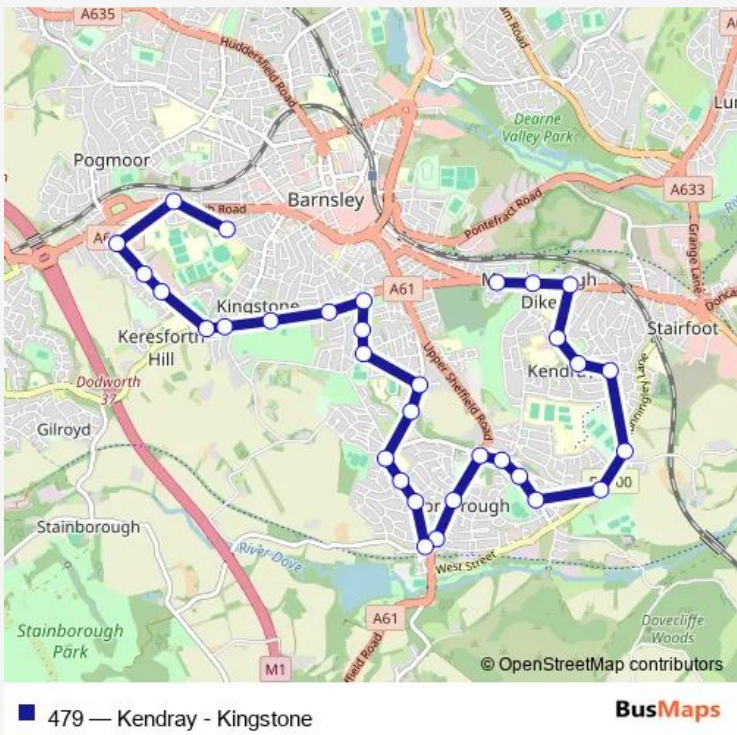 A635
Huddersfield Road
Dearne
Valley Park
Pogmoor
A633
Barnsley
Road
Pontefract Road
Grange Lane
A61
Dike
Kingstone
Stairfoot
Keresforth
Hill
Upper Sheffield Road
Dodworth
37
Gilroyd
Stainborough
River Dove
West Street
Stainborough
Park
A61
Dovecliffe
Woods
M1
© OpenStreetMap contributors
479 — Kendray - Kingstone
BusMaps